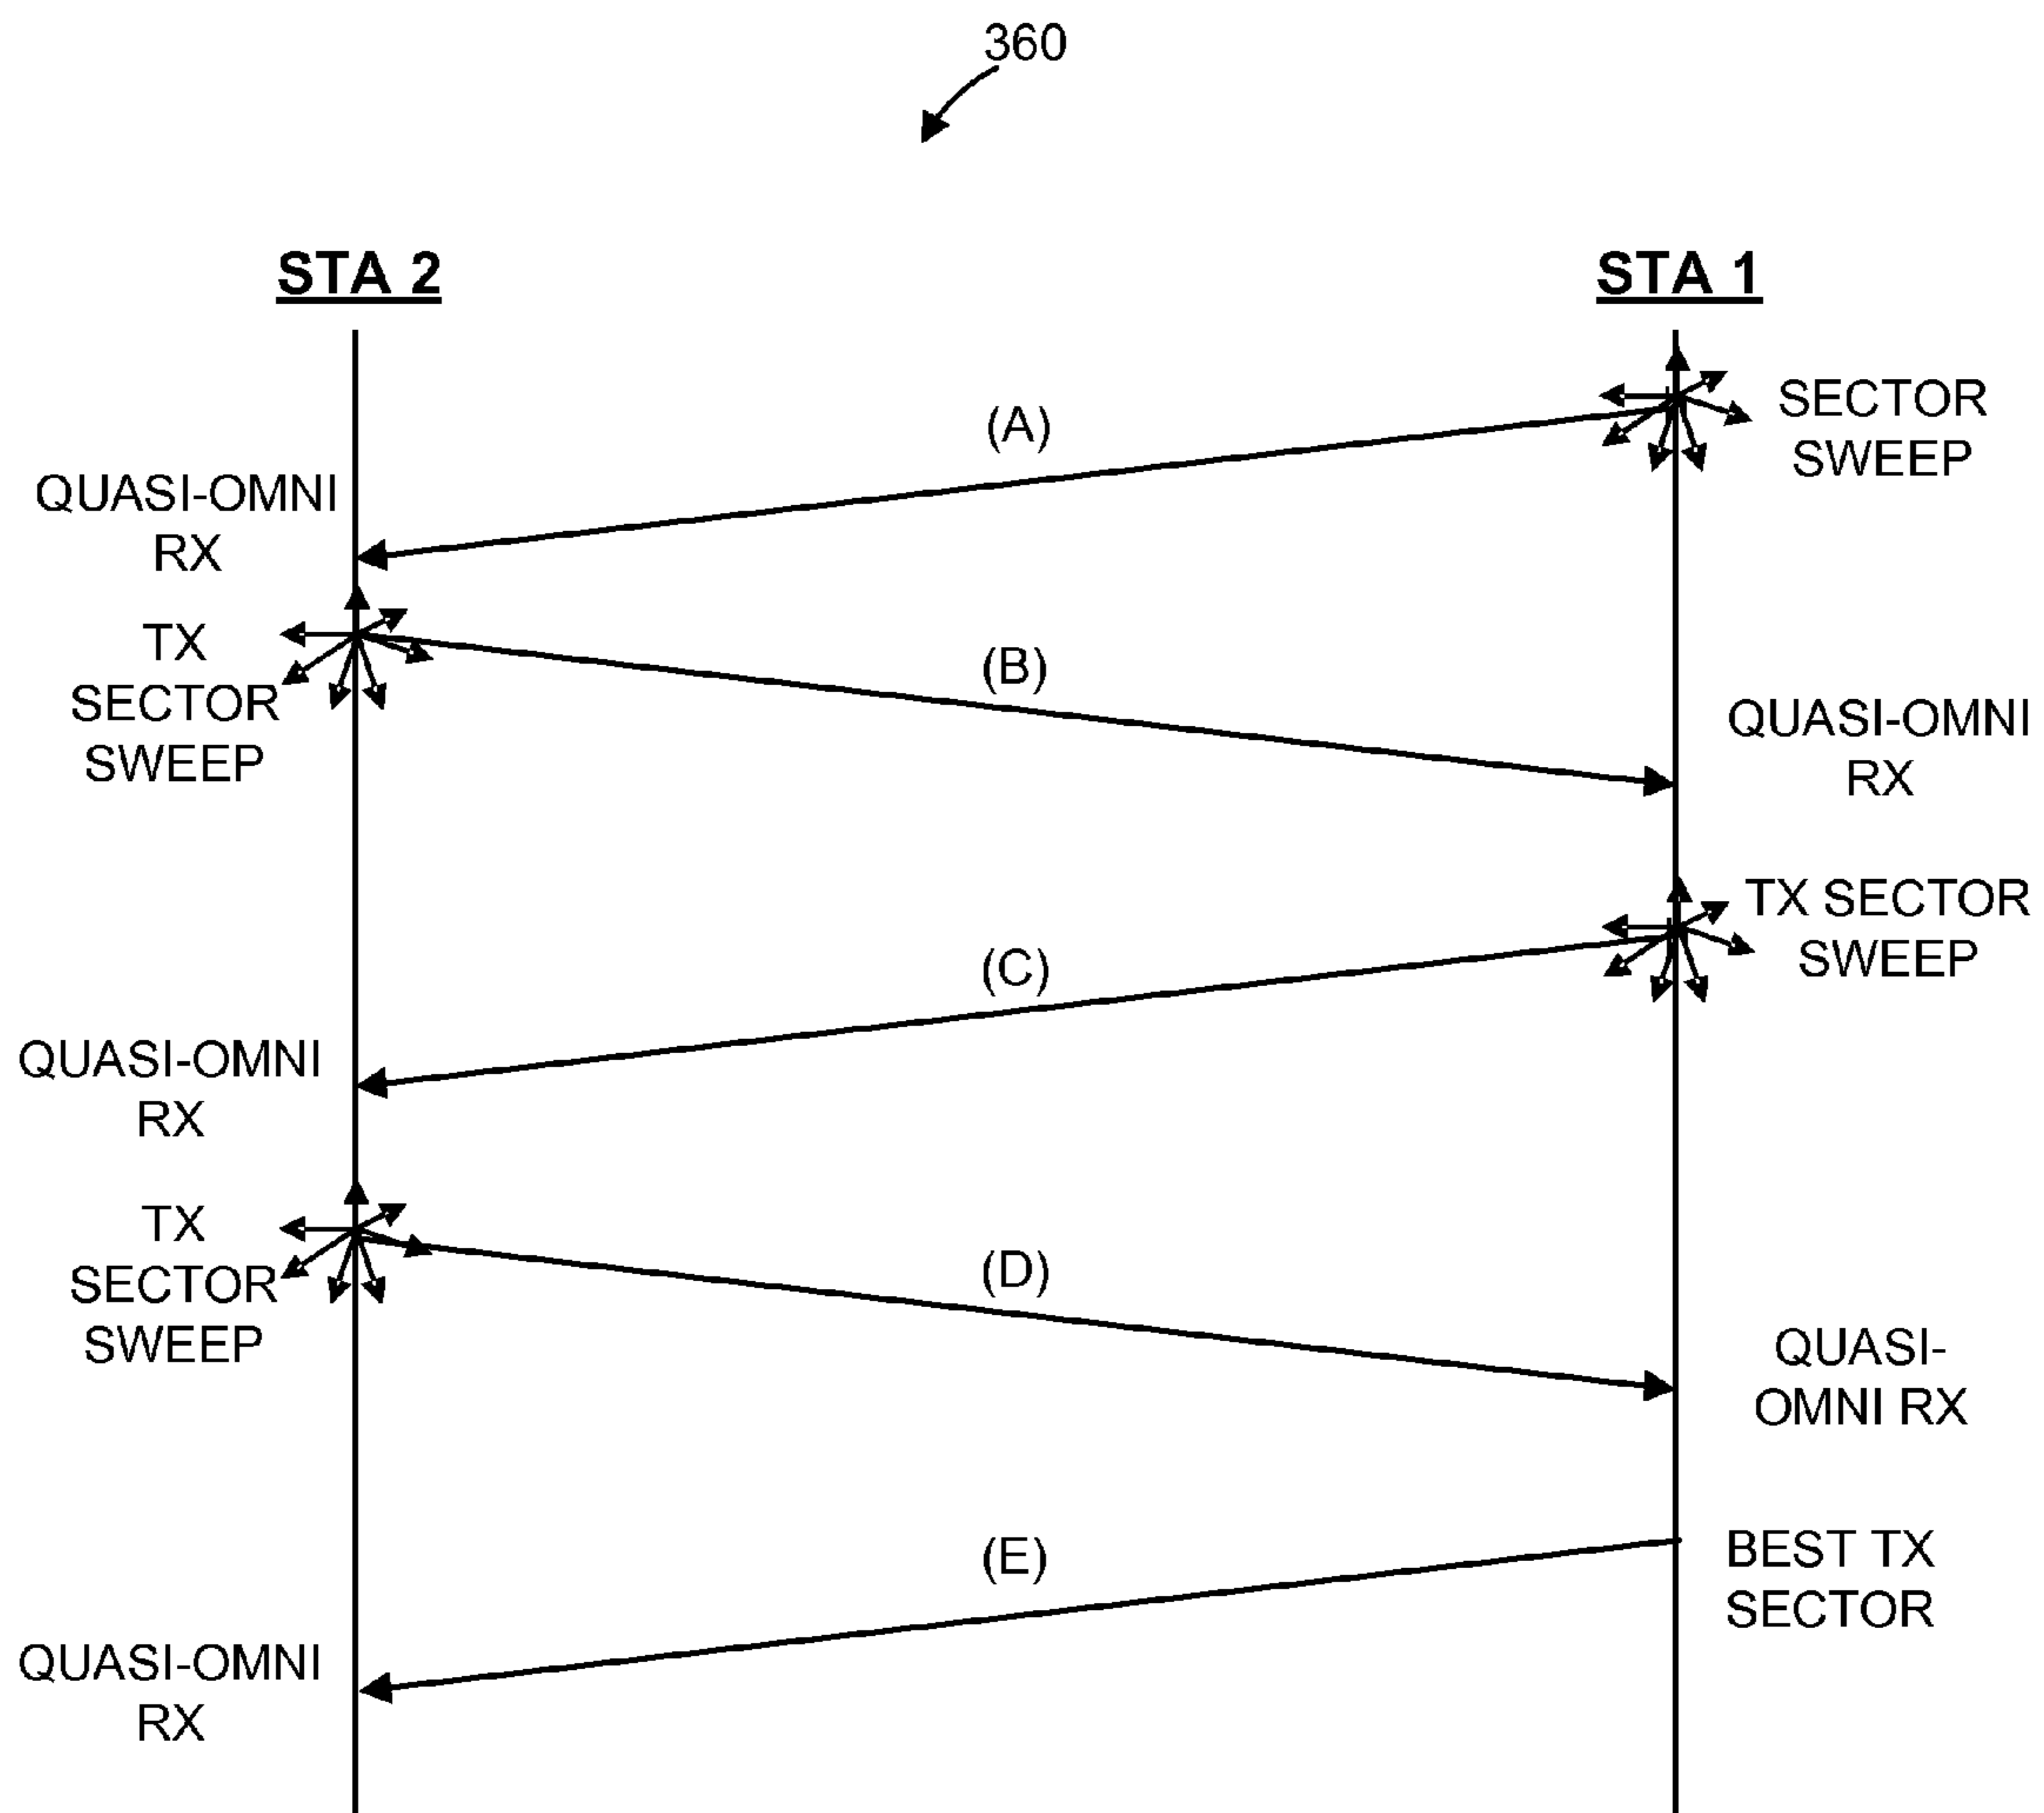 360
STA 2
STA 1
(A)
SECTOR
SWEEP
QUASI-OMNI
RX
TX
SECTOR
SWEEP
(B)
QUASI-OMNI
RX
TX SECTOR
SWEEP
(C)
QUASI-OMNI
RX
TX
SECTOR
SWEEP
(D)
QUASI-
OMNI RX
(E)
BEST TX
SECTOR
QUASI-OMNI
RX